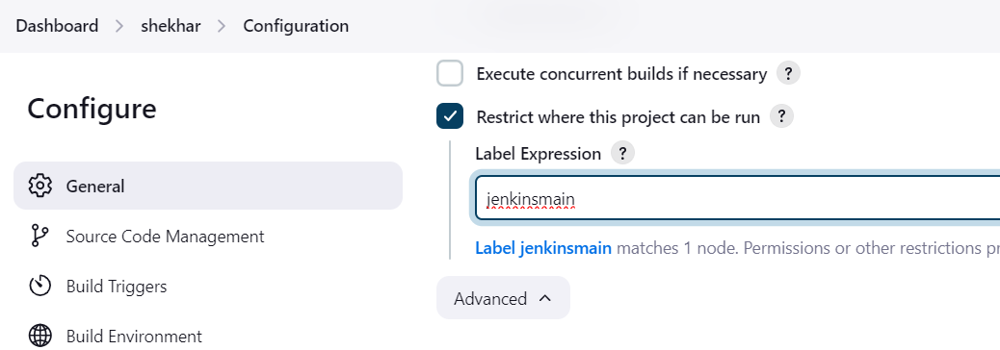 Dashboard > shekhar > Configuration
Execute concurrent builds if necessary ?
Configure
Restrict where this project can be run ?
Label Expression ?
General
jenkinsmain
Source Code Management
Label jenkinsmain matches 1 node. Permissions or other restrictions
Build Triggers
Advanced
Build Environment